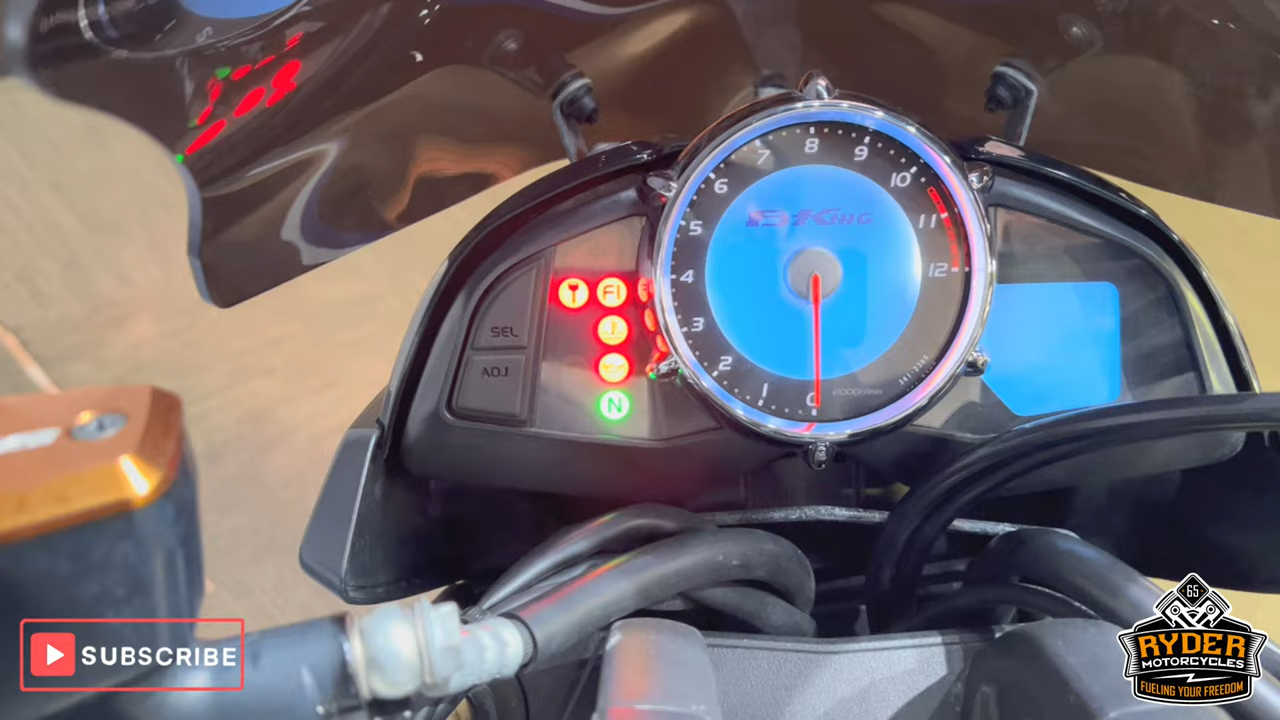 8
7
9
6
10
5
11
B-KING
4
12
3
2
1
0
x1000r/min
SEL
ADJ
FI
N
SUBSCRIBE
65
RYDER
MOTORCYCLES
FUELING YOUR FREEDOM